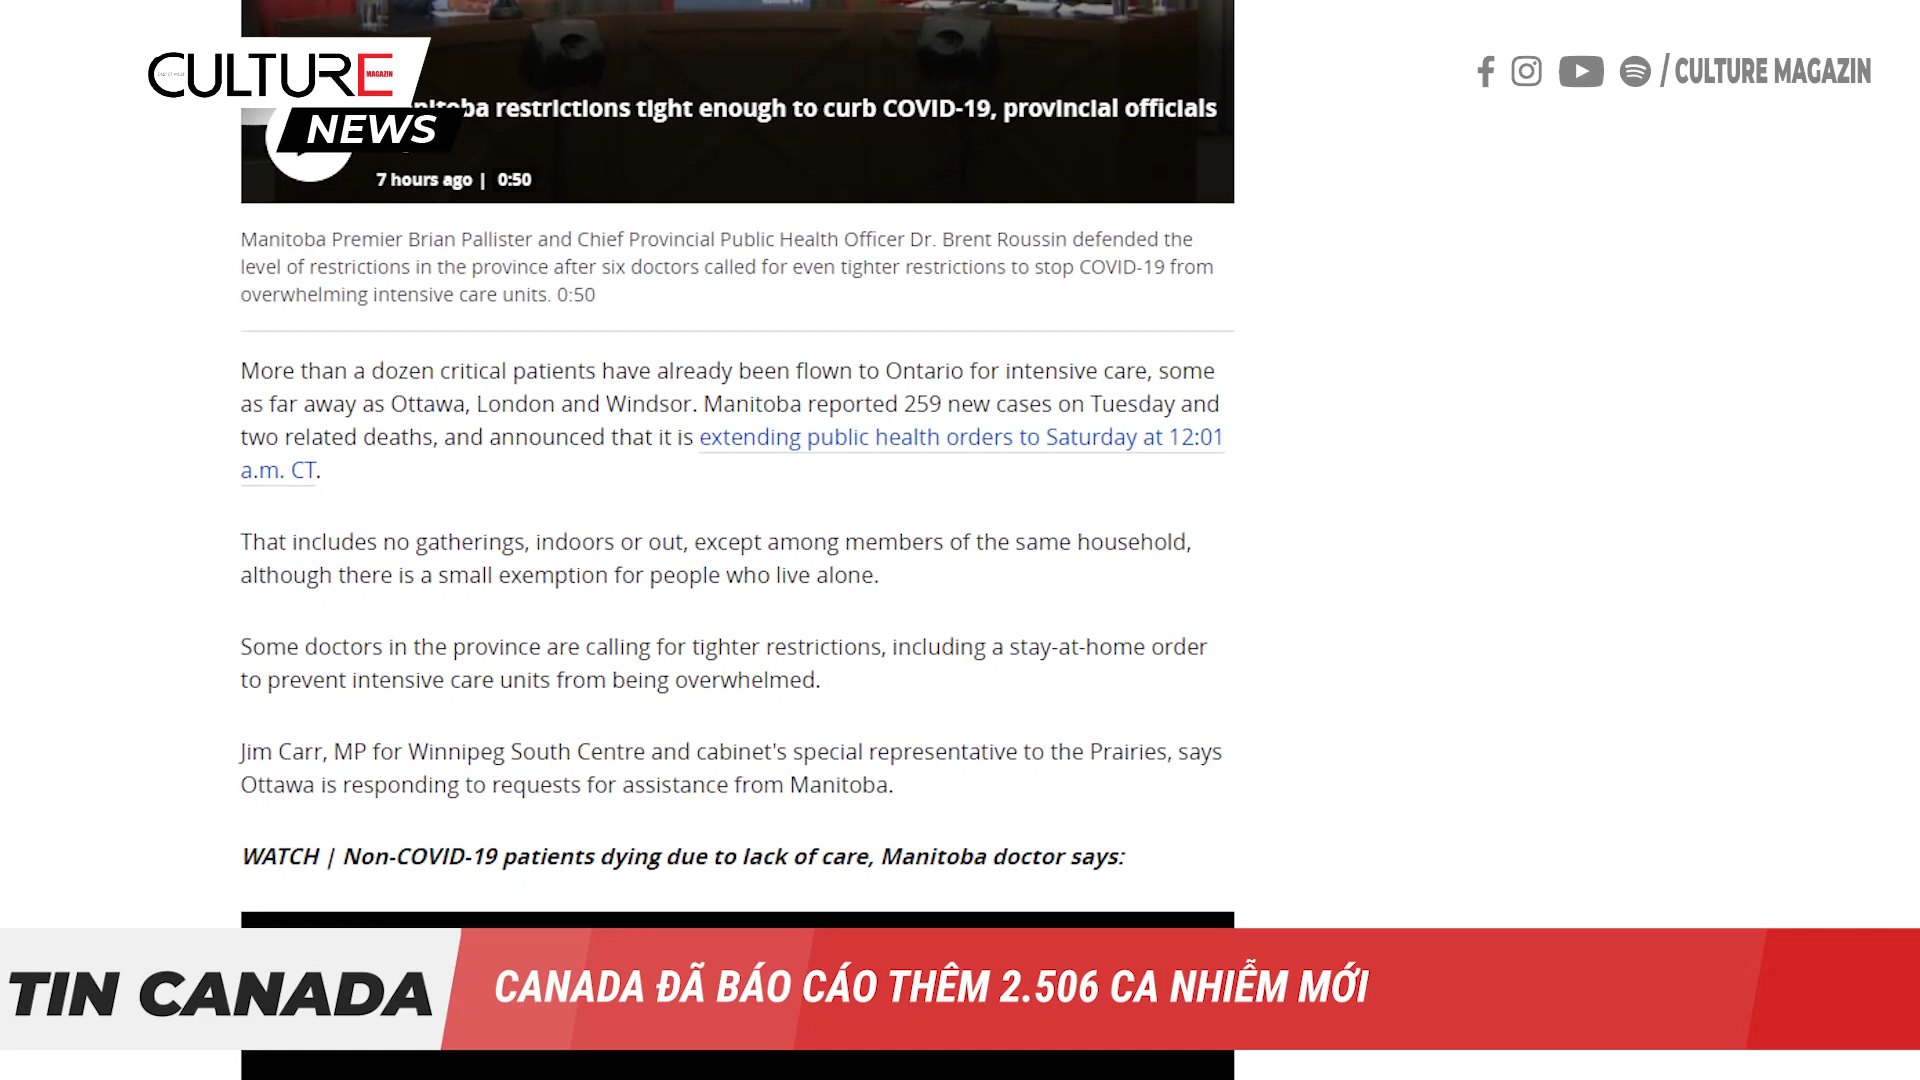 CULTURE
MAGAZIN
NEWS
restrictions tight enough to curb COVID-19, provincial officials
7 hours ago | 0:50
/ CULTURE MAGAZIN
Manitoba Premier Brian Pallister and Chief Provincial Public Health Officer Dr. Brent Roussin defended the
level of restrictions in the province after six doctors called for even tighter restrictions to stop COVID-19 from
overwhelming intensive care units. 0:50
More than a dozen critical patients have already been flown to Ontario for intensive care, some
as far away as Ottawa, London and Windsor. Manitoba reported 259 new cases on Tuesday and
two related deaths, and announced that it is extending public health orders to Saturday at 12:01
a.m. CT.
That includes no gatherings, indoors or out, except among members of the same household,
although there is a small exemption for people who live alone.
Some doctors in the province are calling for tighter restrictions, including a stay-at-home order
to prevent intensive care units from being overwhelmed.
Jim Carr, MP for Winnipeg South Centre and cabinet's special representative to the Prairies, says
Ottawa is responding to requests for assistance from Manitoba.
WATCH | Non-COVID-19 patients dying due to lack of care, Manitoba doctor says:
TIN CANADA
CANADA ĐÃ BÁO CÁO THÊM 2.506 CA NHIỄM MỚI